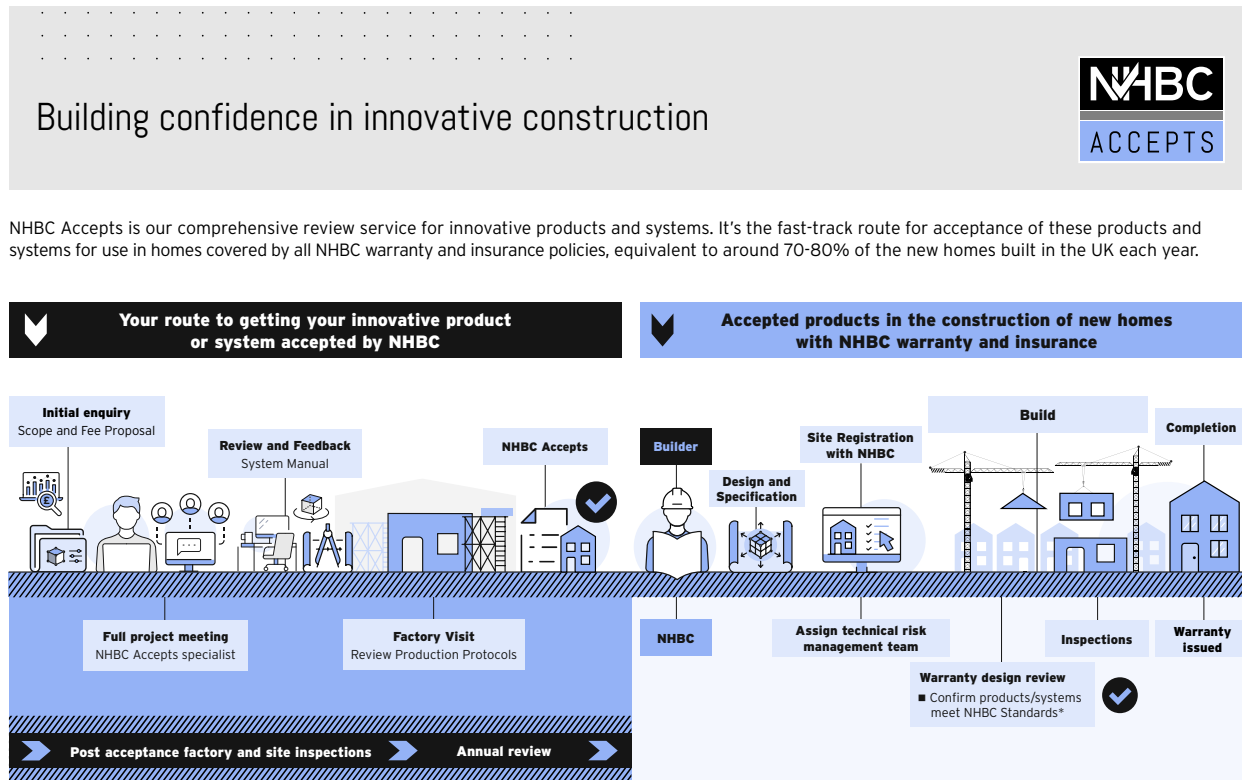 Building confidence in innovative construction
NHBC
ACCEPTS
NHBC Accepts is our comprehensive review service for innovative products and systems. It's the fast-track route for acceptance of these products and
systems for use in homes covered by all NHBC warranty and insurance policies, equivalent to around 70-80% of the new homes built in the UK each year.
Your route to getting your innovative product
or system accepted by NHBC
Initial enquiry
Scope and Fee Proposal
Review and Feedback
System Manual
NHBC Accepts
£
Full project meeting
NHBC Accepts specialist
Factory Visit
Review Production Protocols
Post acceptance factory and site inspections
Annual review
Accepted products in the construction of new homes
with NHBC warranty and insurance
Builder
Design and
Specification
Site Registration
with NHBC
Build
Completion
NHBC
Assign technical risk
management team
Warranty design review
■ Confirm products/systems
meet NHBC Standards*
Inspections
Warranty
issued